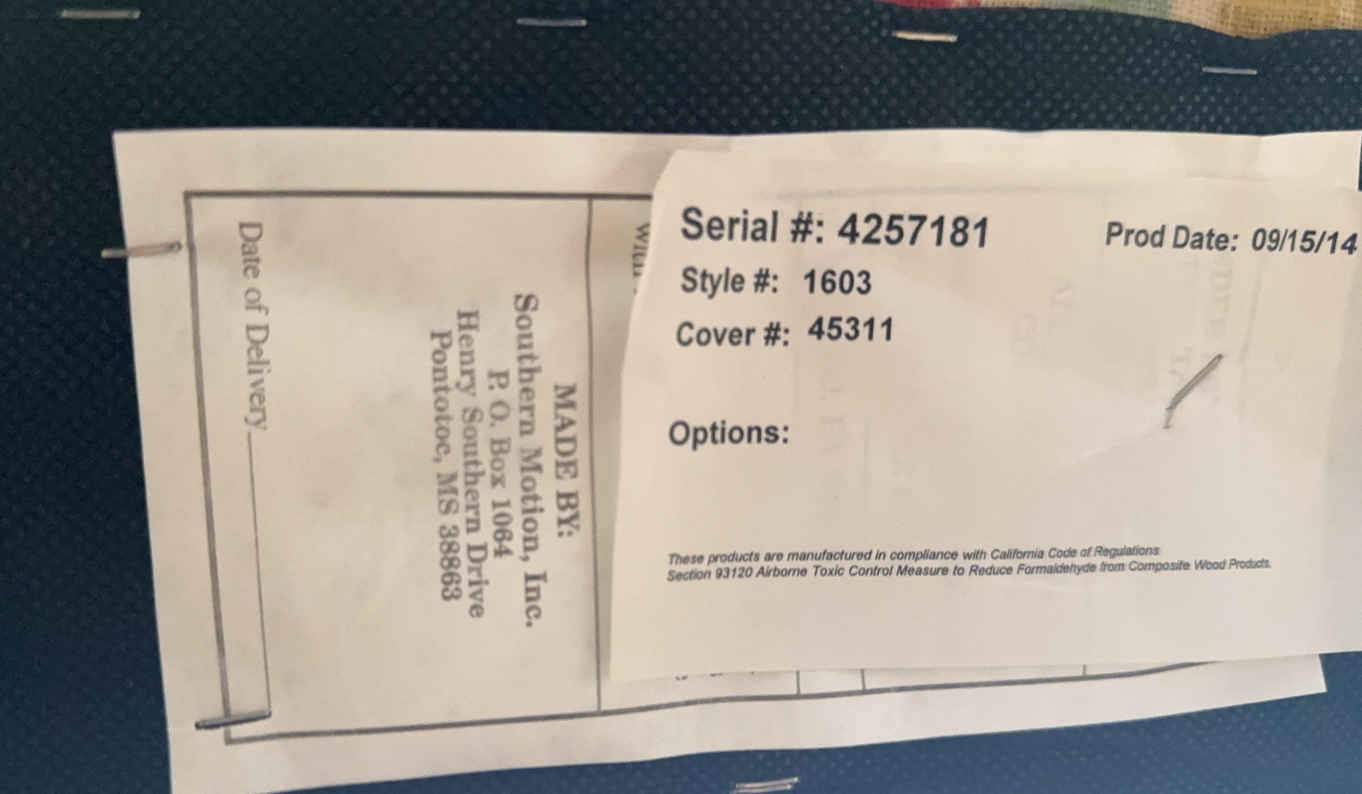 Serial #: 4257181
Prod Date: 09/15/14
Style #: 1603
Cover #: 45311
Options:
These products are manufactured in compliance with California Code of Regulations
Section 93120 Airborne Toxic Control Measure to Reduce Formaldehyde from Composite Wood Products.
MADE BY:
Southern Motion, Inc.
P. O. Box 1064
Henry Southern Drive
Pontotoc, MS 38863
Date of Delivery